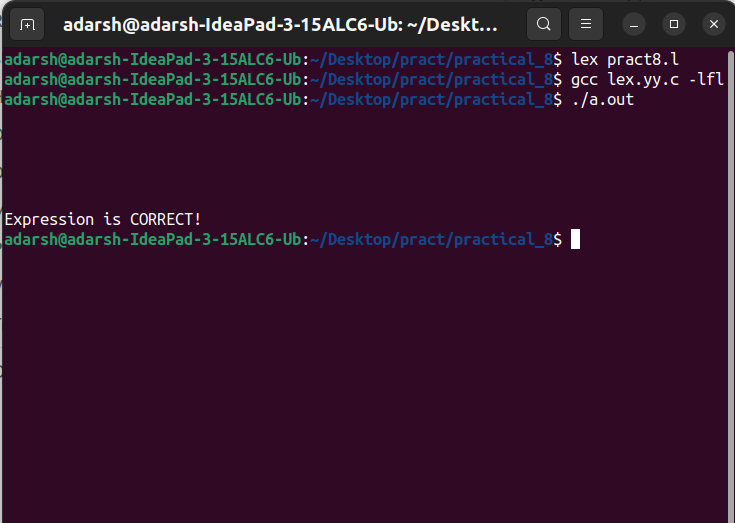 adarsh@adarsh-IdeaPad-3-15ALC6-Ub: ~/Deskt...
adarsh@adarsh-IdeaPad-3-15ALC6-Ub:~/Desktop/pract/practical_8$ lex pract8.l
adarsh@adarsh-IdeaPad-3-15ALC6-Ub:~/Desktop/pract/practical_8$ gcc lex.yy.c -lfl
adarsh@adarsh-IdeaPad-3-15ALC6-Ub:~/Desktop/pract/practical_8$ ./a.out
Expression is CORRECT!
adarsh@adarsh-IdeaPad-3-15ALC6-Ub:~/Desktop/pract/practical_8$